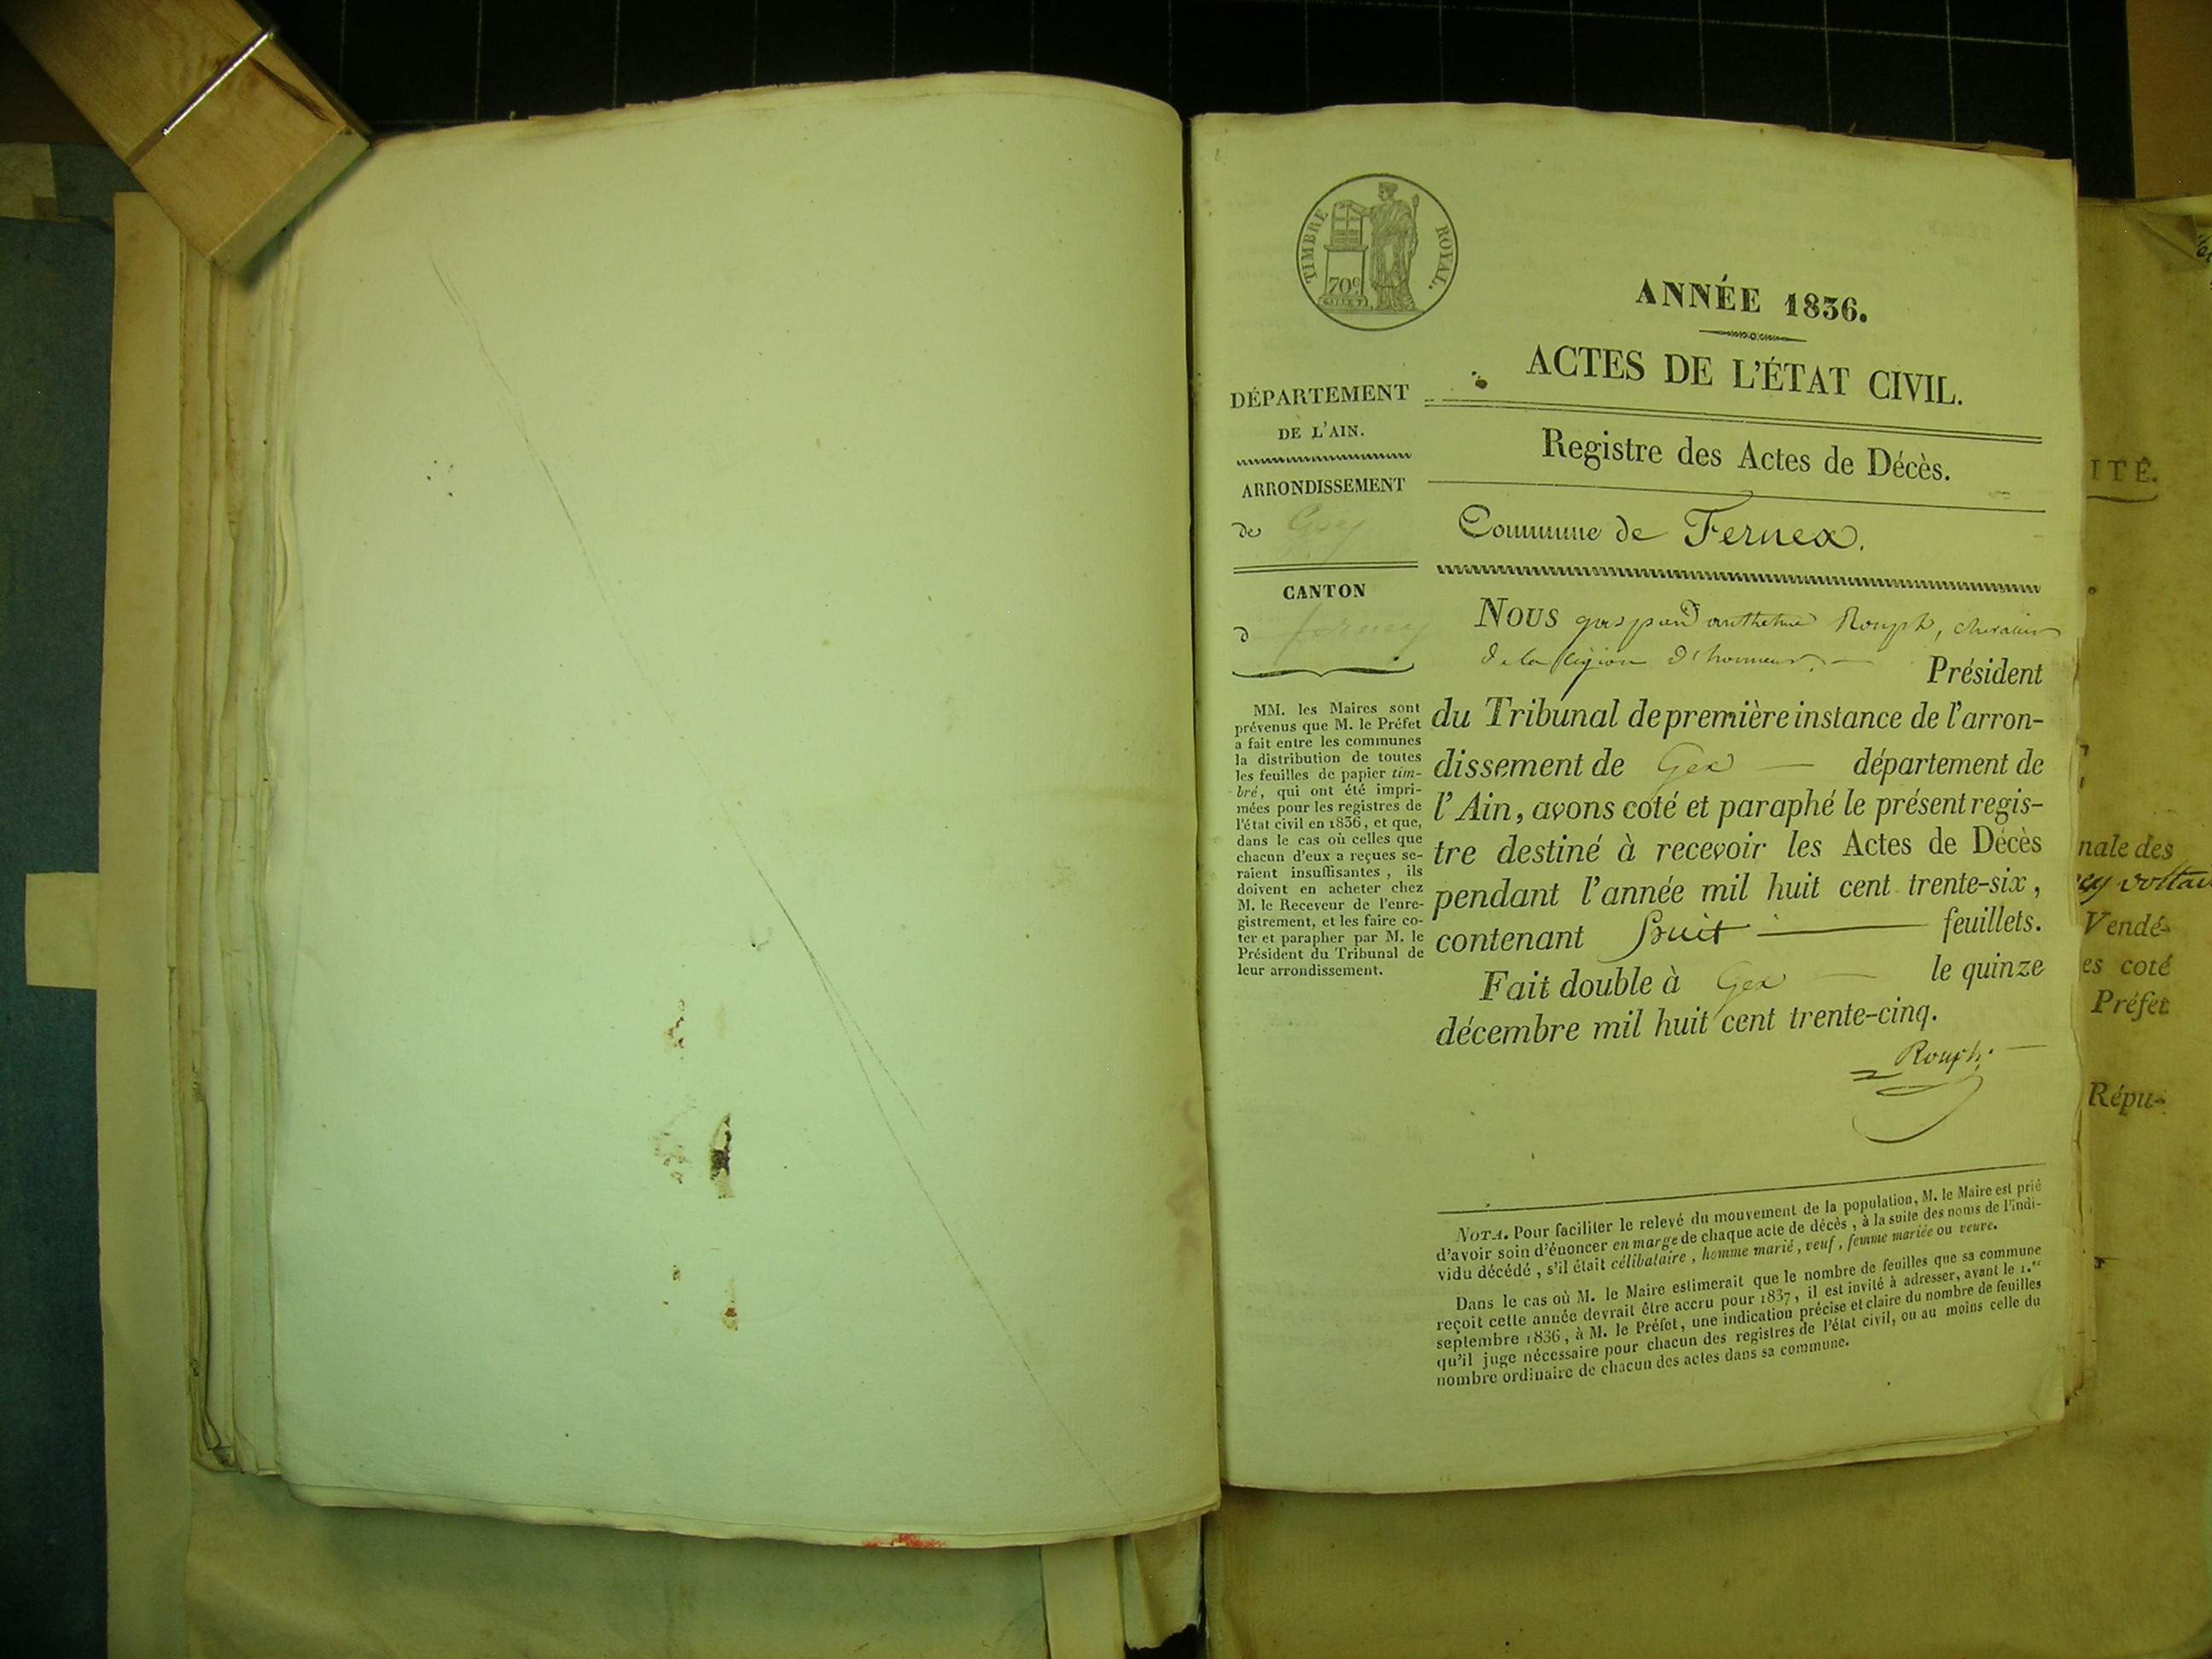 TIMBRE ROYAL.
70c
ANNÉE 1836.
ACTES DE L'ÉTAT CIVIL.
DÉPARTEMENT
DE L'AIN.
ARRONDISSEMENT
de Gex
CANTON
d
MM. les Maires sont
prévenus que M. le Préfet
a fait entre les communes
la distribution de toutes
les feuilles de papier tim-
bré, qui ont été impri-
mées pour les registres de
l'état civil en 1836, et que,
dans le cas où celles que
chacun d'eux a reçues se-
raient insuffisantes, ils
doivent en acheter chez
M. le Receveur de l'enre-
gistrement, et les faire co-
ter et parapher par M. le
Président du Tribunal de
leur arrondissement.
Registre des Actes de Décès.
Commune de Fernex.
NOUS Rouph, chevalier
de la légion d'honneur. — Président
du Tribunal de première instance de l'arron-
dissement de Gex — département de
l'Ain, avons coté et paraphé le présent regis-
tre destiné à recevoir les Actes de Décès
pendant l'année mil huit cent trente-six,
contenant huit — feuillets.
Fait double à Gex — le quinze
décembre mil huit cent trente-cinq.
Rouph.
NOTA. Pour faciliter le relevé du mouvement de la population, M. le Maire est prié
d'avoir soin d'énoncer en marge de chaque acte de décès, à la suite des noms de l'indi-
vidu décédé, s'il était célibataire, homme marié, veuf, femme mariée ou veuve.
Dans le cas où M. le Maire estimerait que le nombre de feuilles que sa commune
reçoit cette année devrait être accru pour 1837, il est invité à adresser, avant le 1.er
septembre 1836, à M. le Préfet, une indication précise et claire du nombre de feuilles
qu'il juge nécessaire pour chacun des registres de l'état civil, ou au moins celle du
nombre ordinaire de chacun des actes dans sa commune.
ITÉ.
nale des
Vendé-
es coté
Préfet
Répu-